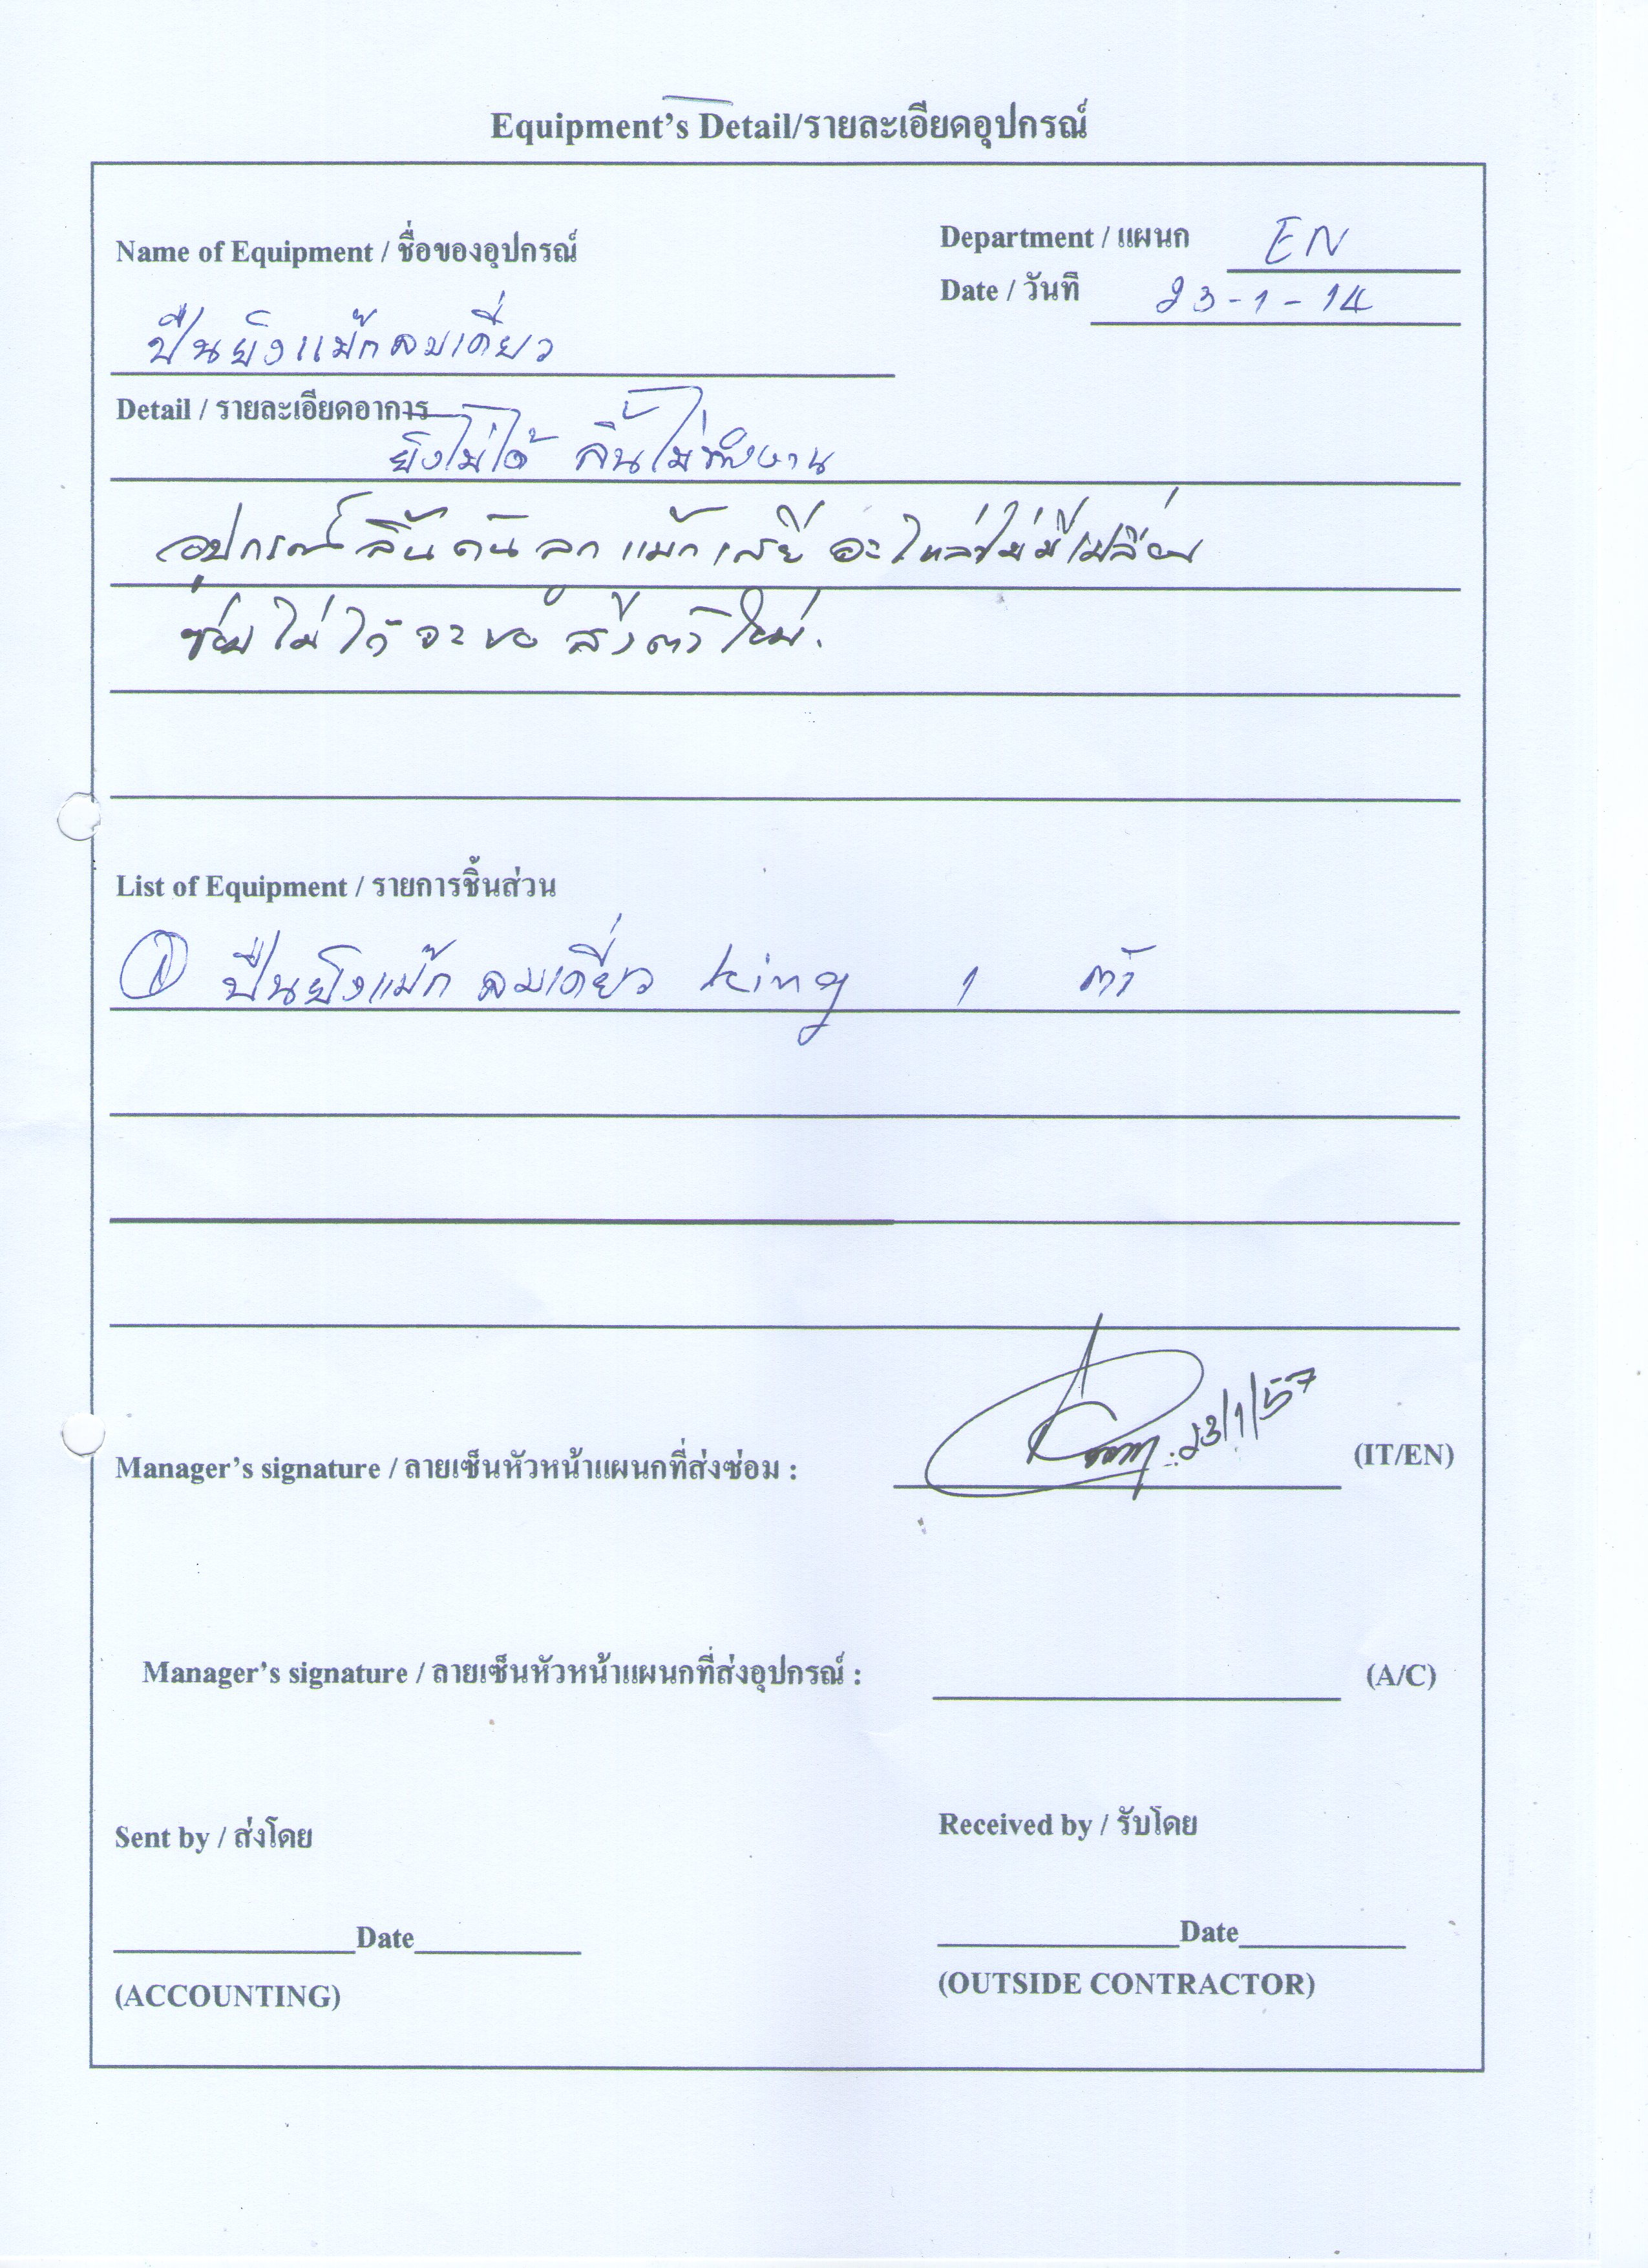 Equipment's Detail/รายละเอียดอุปกรณ์
Name of Equipment / ชื่อของอุปกรณ์
Department / แผนก EN
Date / วันที่ 23-1-14
ปืนยิงแม๊กลมเดี่ยว
Detail / รายละเอียดอาการ
ยิงไม่ได้ ลิ้นไม่ทำงาน
อุปกรณ์ลิ้นดันลูกแม๊กเสีย อะไหล่ไม่มีเปลี่ยน
ซ่อมไม่ได้ จะขอสั่งตัวใหม่.
List of Equipment / รายการชิ้นส่วน
① ปืนยิงแม๊กลมเดี่ยว king 1 ตัว
Manager's signature / ลายเซ็นหัวหน้าแผนกที่ส่งซ่อม : 23/1/57 (IT/EN)
Manager's signature / ลายเซ็นหัวหน้าแผนกที่ส่งอุปกรณ์ : (A/C)
Sent by / ส่งโดย
Received by / รับโดย
Date
Date
(ACCOUNTING)
(OUTSIDE CONTRACTOR)